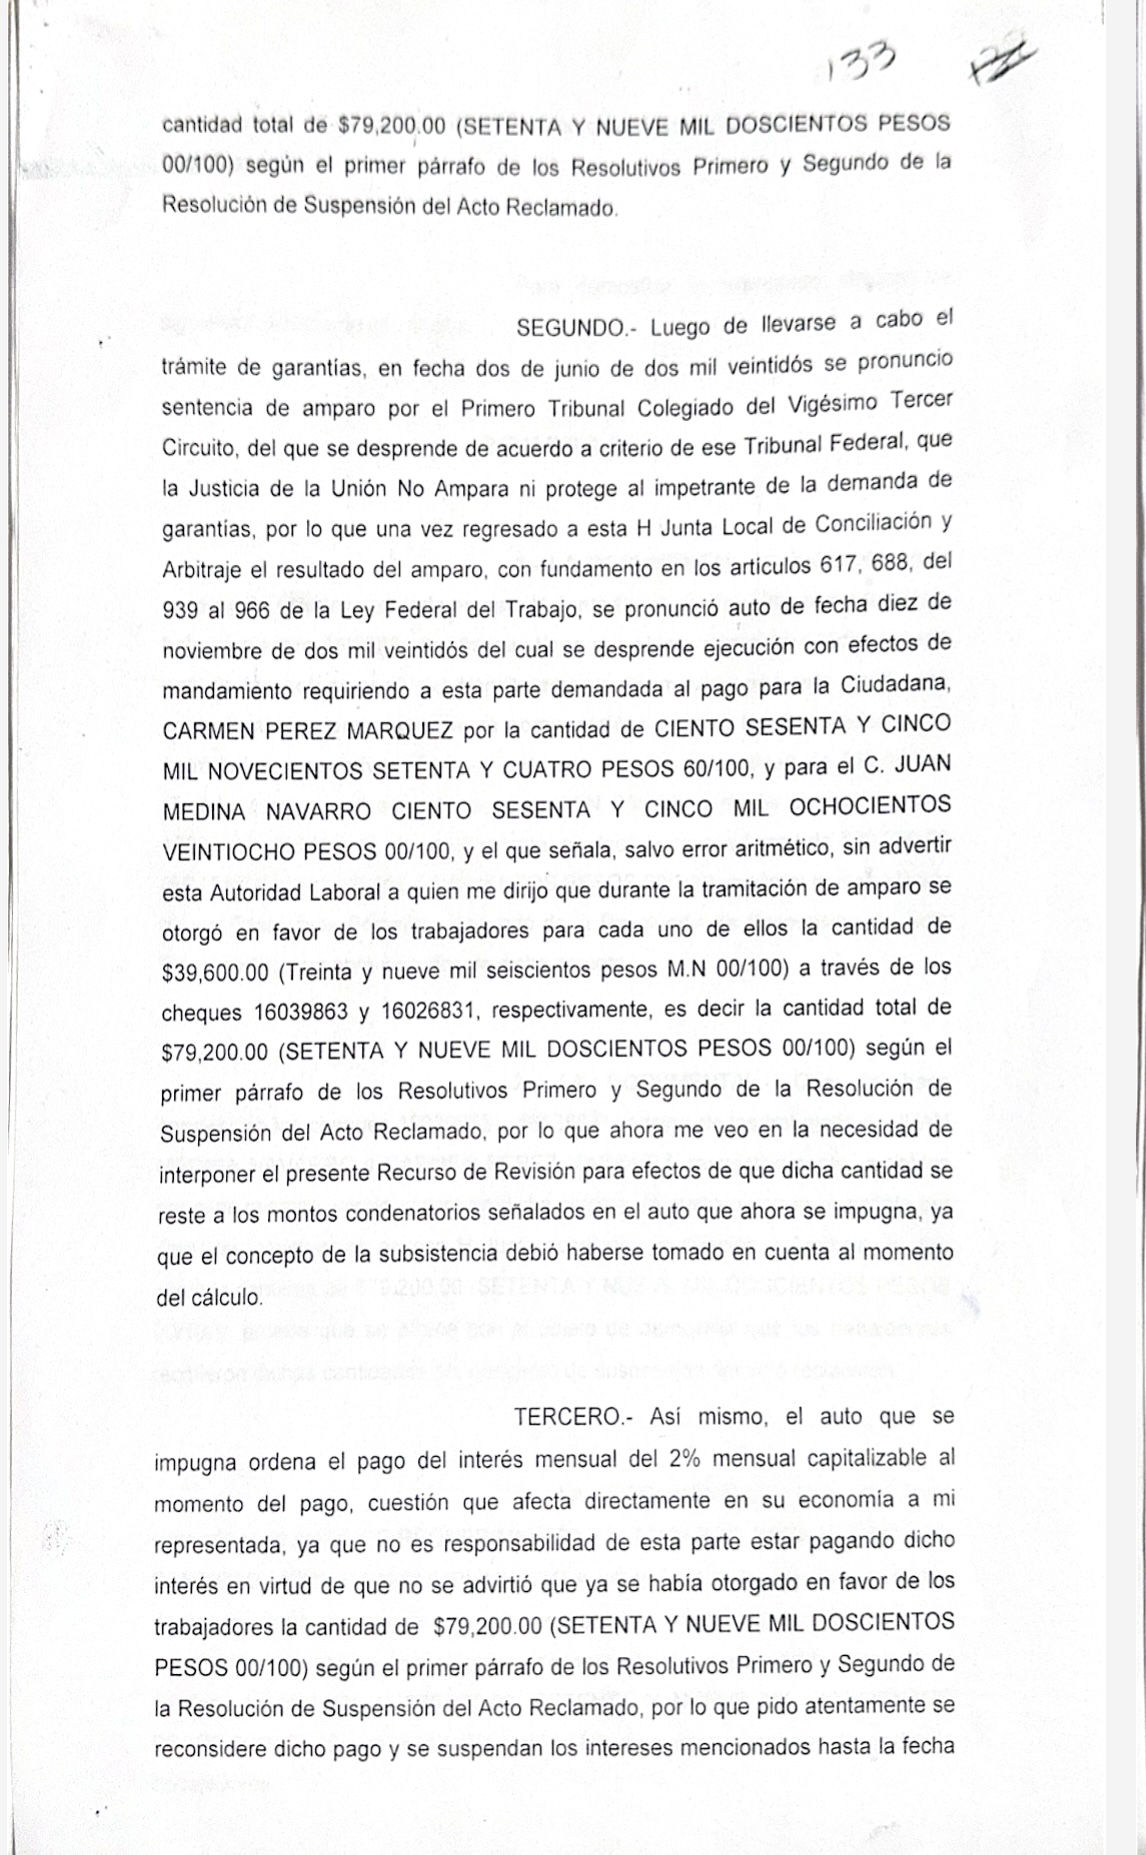 133
cantidad total de $79,200.00 (SETENTA Y NUEVE MIL DOSCIENTOS PESOS
00/100) según el primer párrafo de los Resolutivos Primero y Segundo de la
Resolución de Suspensión del Acto Reclamado.
SEGUNDO.- Luego de llevarse a cabo el
trámite de garantías, en fecha dos de junio de dos mil veintidós se pronuncio
sentencia de amparo por el Primero Tribunal Colegiado del Vigésimo Tercer
Circuito, del que se desprende de acuerdo a criterio de ese Tribunal Federal, que
la Justicia de la Unión No Ampara ni protege al impetrante de la demanda de
garantías, por lo que una vez regresado a esta H Junta Local de Conciliación y
Arbitraje el resultado del amparo, con fundamento en los artículos 617, 688, del
939 al 966 de la Ley Federal del Trabajo, se pronunció auto de fecha diez de
noviembre de dos mil veintidós del cual se desprende ejecución con efectos de
mandamiento requiriendo a esta parte demandada al pago para la Ciudadana,
CARMEN PEREZ MARQUEZ por la cantidad de CIENTO SESENTA Y CINCO
MIL NOVECIENTOS SETENTA Y CUATRO PESOS 60/100, y para el C. JUAN
MEDINA NAVARRO CIENTO SESENTA Y CINCO MIL OCHOCIENTOS
VEINTIOCHO PESOS 00/100, y el que señala, salvo error aritmético, sin advertir
esta Autoridad Laboral a quien me dirijo que durante la tramitación de amparo se
otorgó en favor de los trabajadores para cada uno de ellos la cantidad de
$39,600.00 (Treinta y nueve mil seiscientos pesos M.N 00/100) a través de los
cheques 16039863 y 16026831, respectivamente, es decir la cantidad total de
$79,200.00 (SETENTA Y NUEVE MIL DOSCIENTOS PESOS 00/100) según el
primer párrafo de los Resolutivos Primero y Segundo de la Resolución de
Suspensión del Acto Reclamado, por lo que ahora me veo en la necesidad de
interponer el presente Recurso de Revisión para efectos de que dicha cantidad se
reste a los montos condenatorios señalados en el auto que ahora se impugna, ya
que el concepto de la subsistencia debió haberse tomado en cuenta al momento
del cálculo.
TERCERO.- Así mismo, el auto que se
impugna ordena el pago del interés mensual del 2% mensual capitalizable al
momento del pago, cuestión que afecta directamente en su economía a mi
representada, ya que no es responsabilidad de esta parte estar pagando dicho
interés en virtud de que no se advirtió que ya se había otorgado en favor de los
trabajadores la cantidad de $79,200.00 (SETENTA Y NUEVE MIL DOSCIENTOS
PESOS 00/100) según el primer párrafo de los Resolutivos Primero y Segundo de
la Resolución de Suspensión del Acto Reclamado, por lo que pido atentamente se
reconsidere dicho pago y se suspendan los intereses mencionados hasta la fecha